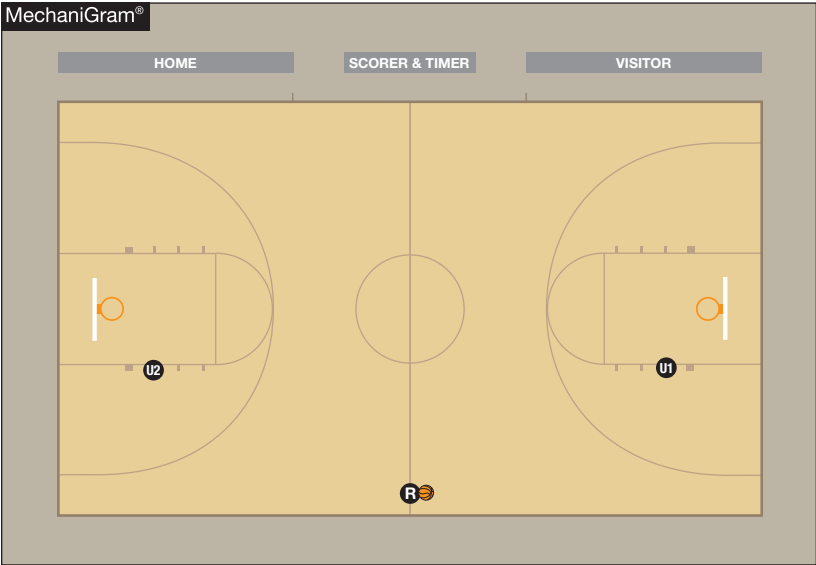 MechaniGram®
HOME
SCORER & TIMER
VISITOR
U2
U1
R